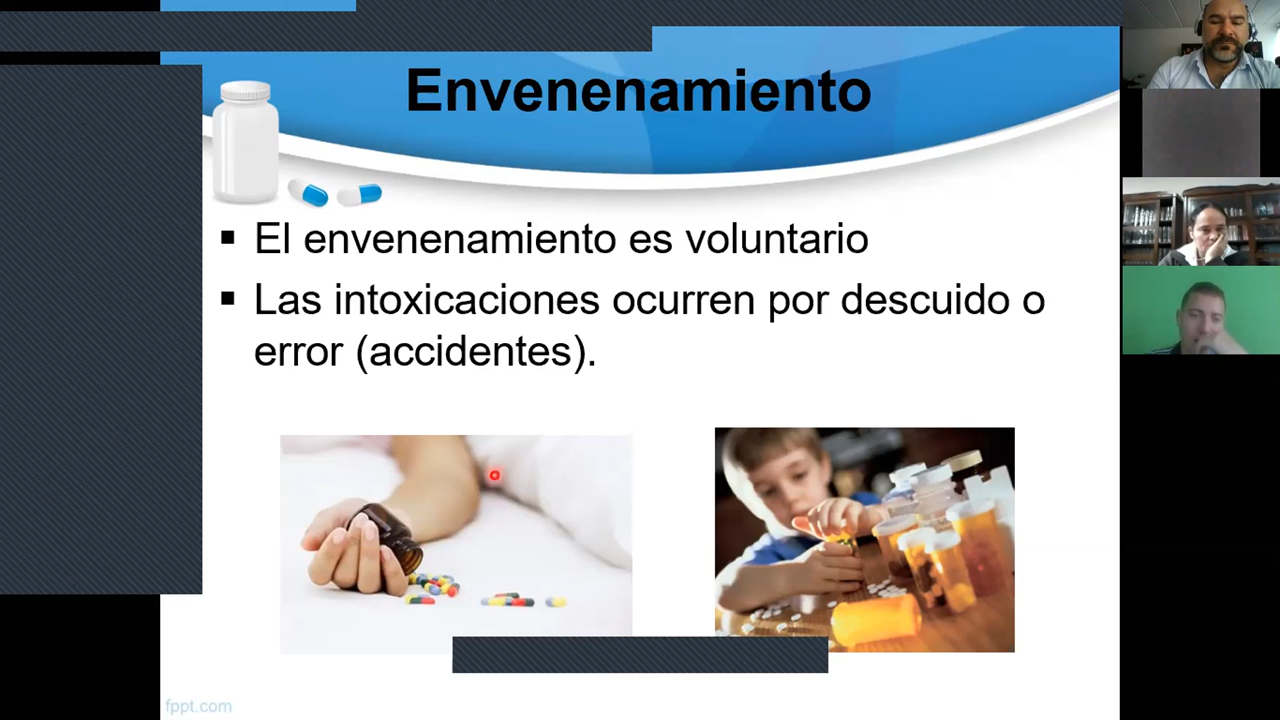 Envenenamiento
▪ El envenenamiento es voluntario
▪ Las intoxicaciones ocurren por descuido o
error (accidentes).
fppt.com